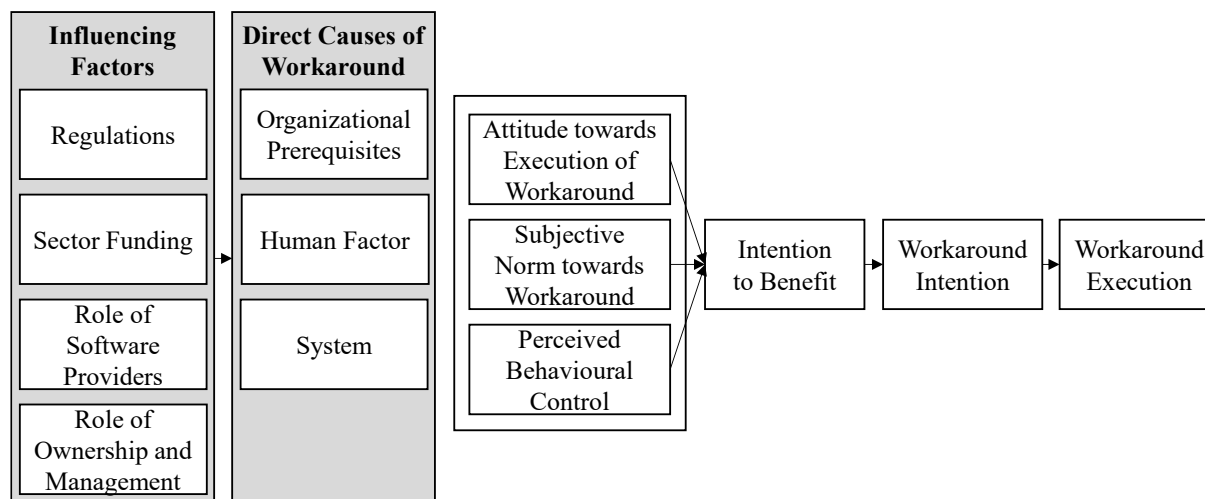 Influencing
Factors
Regulations
Sector Funding
Role of
Software
Providers
Role of
Ownership and
Management
Direct Causes of
Workaround
Organizational
Prerequisites
Human Factor
System
Attitude towards
Execution of
Workaround
Subjective
Norm towards
Workaround
Perceived
Behavioural
Control
Intention
to Benefit
Workaround
Intention
Workaround
Execution